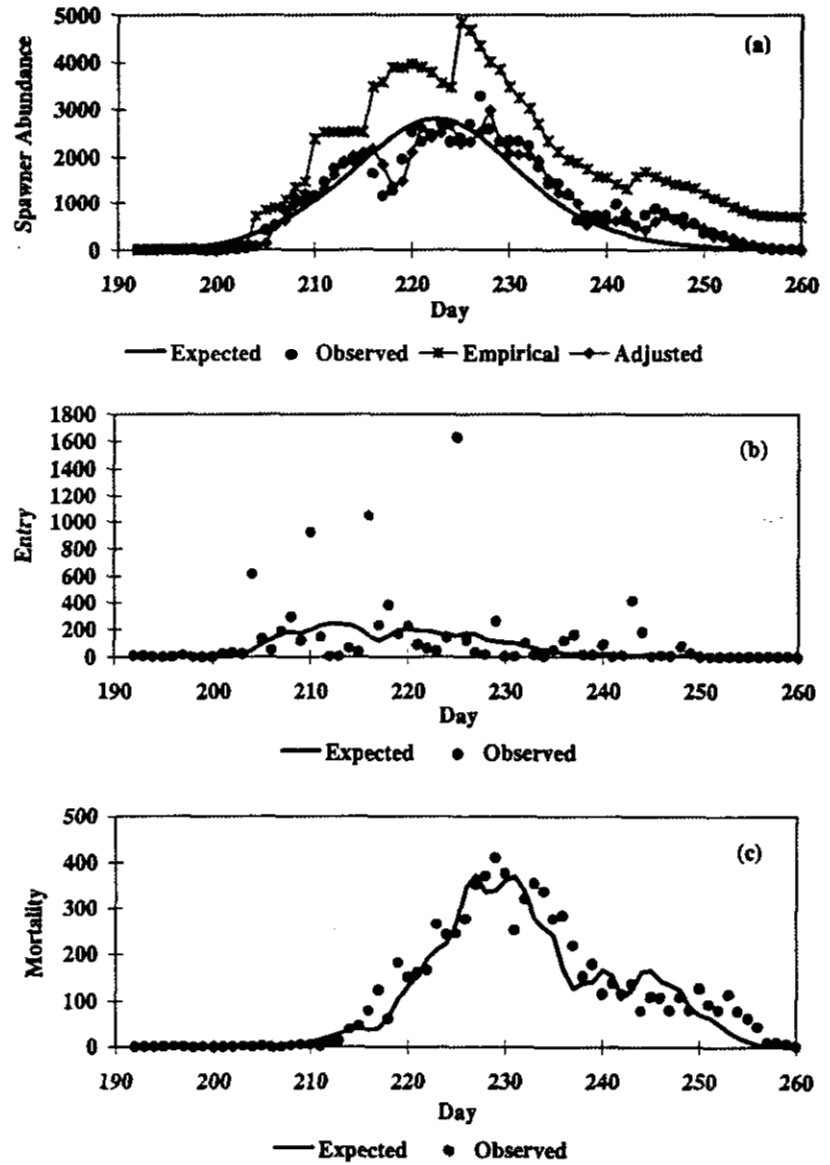 5000
(a)
4000
3000
2000
1000
0
Spawner Abundance
190 200 210 220 230 240 250 260
Day
Expected Observed Empirical Adjusted
1800
(b)
1600
1400
1200
1000
800
600
400
200
0
Entry
190 200 210 220 230 240 250 260
Day
Expected Observed
500
(c)
400
300
200
100
0
Mortality
190 200 210 220 230 240 250 260
Day
Expected Observed